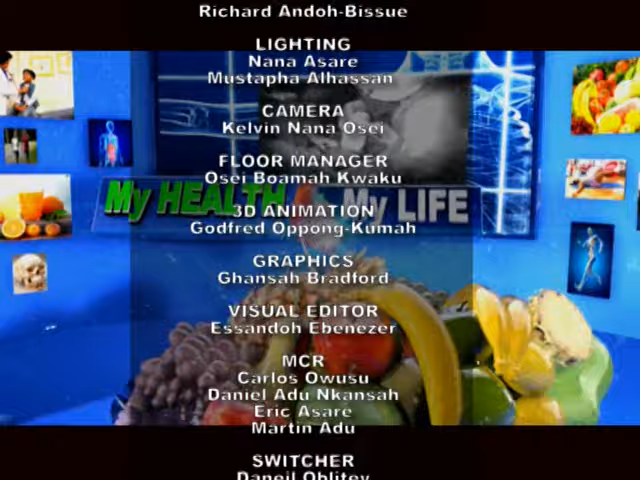 Richard Andoh-Bissue
LIGHTING
Nana Asare
Mustapha Alhassan
CAMERA
Kelvin Nana Osei
FLOOR MANAGER
Osei Boamah Kwaku
My HEALTH My LIFE
3D ANIMATION
Godfred Oppong-Kumah
GRAPHICS
Ghansah Bradford
VISUAL EDITOR
Essandoh Ebenezer
MCR
Carlos Owusu
Daniel Adu Nkansah
Eric Asare
Martin Adu
SWITCHER
Daneil Oblitey